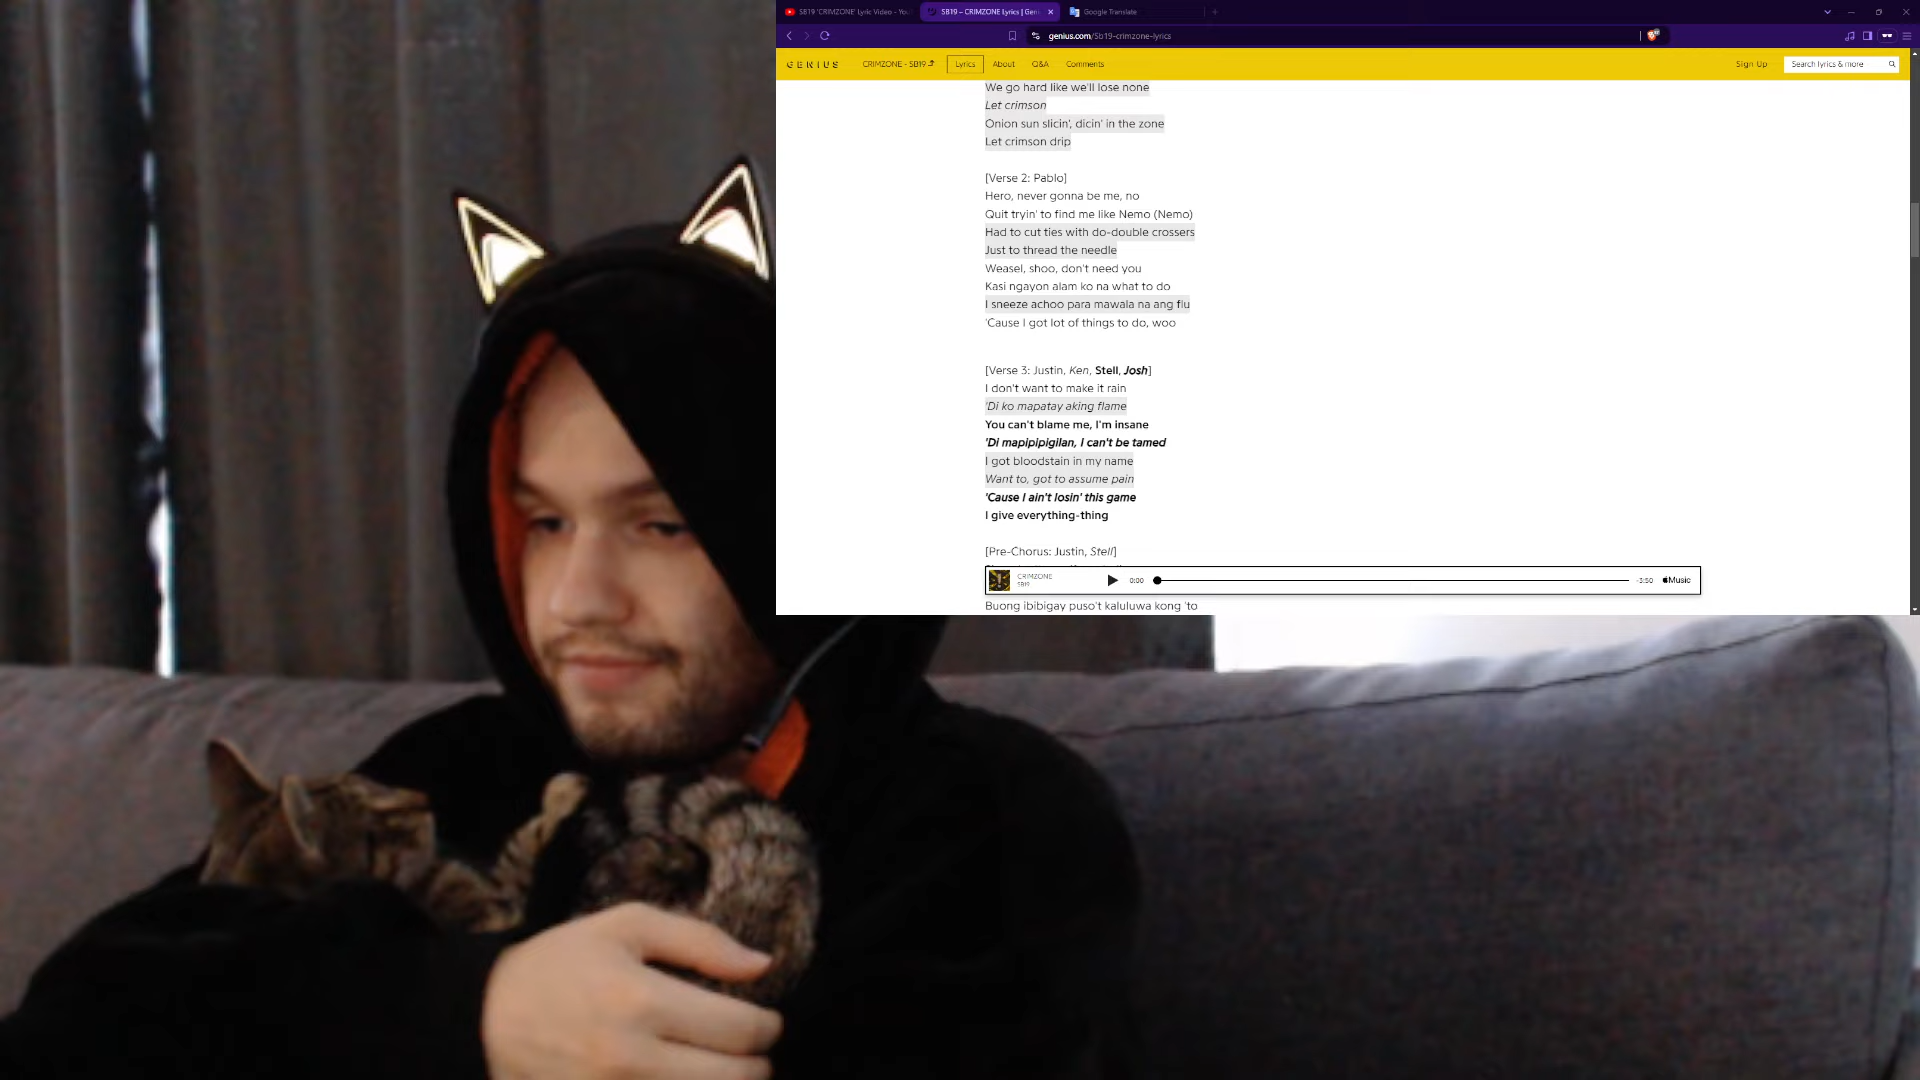 SB19 'CRIMZONE' Lyric Video - You
SB19 – CRIMZONE Lyrics | Geni
Google Translate
genius.com/Sb19-crimzone-lyrics
GENIUS
CRIMZONE - SB19
Lyrics
About
Q&A
Comments
Sign Up
Search lyrics & more
We go hard like we'll lose none
Let crimson
Onion sun slicin', dicin' in the zone
Let crimson drip
[Verse 2: Pablo]
Hero, never gonna be me, no
Quit tryin' to find me like Nemo (Nemo)
Had to cut ties with do-double crossers
Just to thread the needle
Weasel, shoo, don't need you
Kasi ngayon alam ko na what to do
I sneeze achoo para mawala na ang flu
'Cause I got lot of things to do, woo
[Verse 3: Justin, Ken, Stell, Josh]
I don't want to make it rain
'Di ko mapatay aking flame
You can't blame me, I'm insane
'Di mapipipigilan, I can't be tamed
I got bloodstain in my name
Want to, got to assume pain
'Cause I ain't losin' this game
I give everything-thing
[Pre-Chorus: Justin, Stell]
CRIMZONE
SB19
0:00
-3:50
Music
Buong ibibigay puso't kaluluwa kong 'to